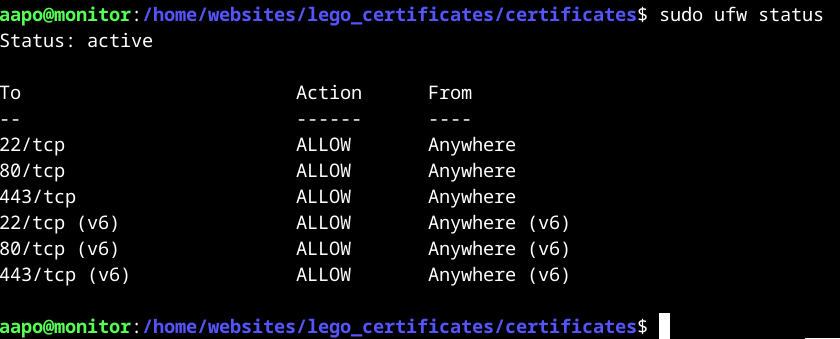 aapo@monitor:/home/websites/lego_certificates/certificates$ sudo ufw status
Status: active
To                         Action      From
--                         ------      ----
22/tcp                     ALLOW       Anywhere
80/tcp                     ALLOW       Anywhere
443/tcp                    ALLOW       Anywhere
22/tcp (v6)                ALLOW       Anywhere (v6)
80/tcp (v6)                ALLOW       Anywhere (v6)
443/tcp (v6)               ALLOW       Anywhere (v6)
aapo@monitor:/home/websites/lego_certificates/certificates$